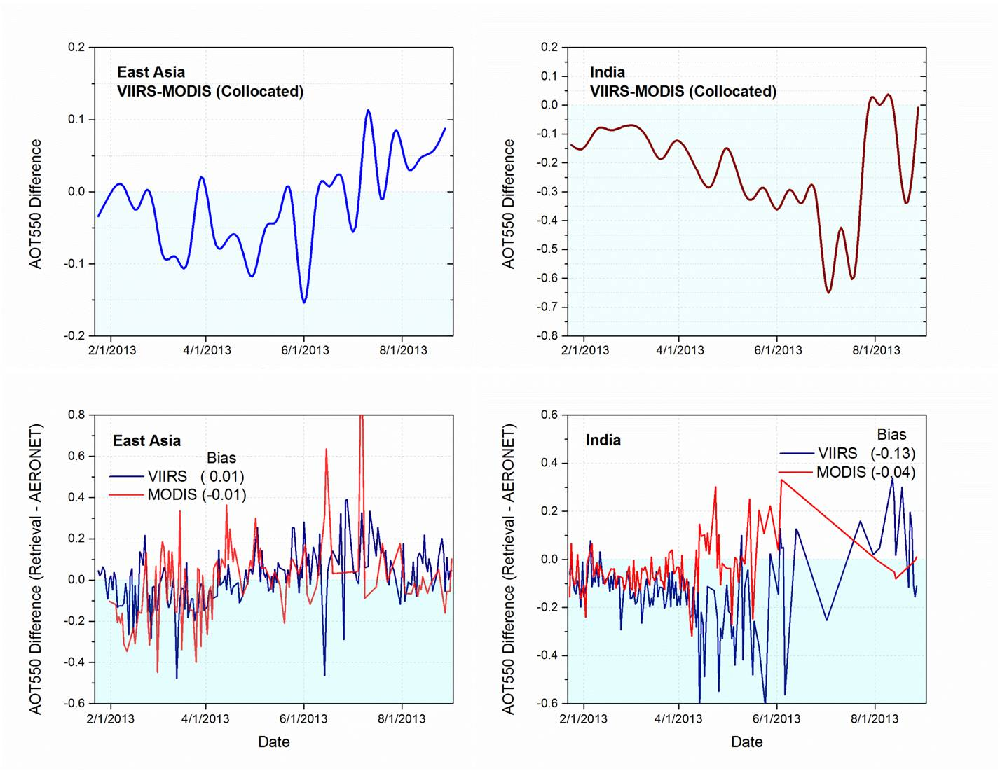 East Asia
VIIRS-MODIS (Collocated)
AOT550 Difference
0.2
0.1
0.0
-0.1
-0.2
2/1/2013 4/1/2013 6/1/2013 8/1/2013
India
VIIRS-MODIS (Collocated)
AOT550 Difference
0.2
0.1
0.0
-0.1
-0.2
-0.3
-0.4
-0.5
-0.6
-0.7
-0.8
2/1/2013 4/1/2013 6/1/2013 8/1/2013
East Asia
Bias
VIIRS ( 0.01)
MODIS (-0.01)
AOT550 Difference (Retrieval - AERONET)
0.8
0.6
0.4
0.2
0.0
-0.2
-0.4
-0.6
2/1/2013 4/1/2013 6/1/2013 8/1/2013
Date
India
Bias
VIIRS (-0.13)
MODIS (-0.04)
AOT550 Difference (Retrieval - AERONET)
0.6
0.4
0.2
0.0
-0.2
-0.4
-0.6
2/1/2013 4/1/2013 6/1/2013 8/1/2013
Date